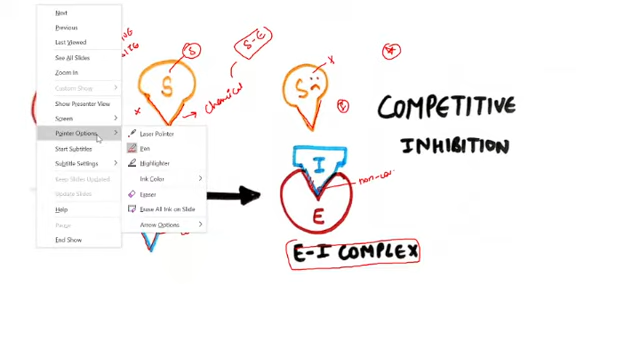 Next
Previous
Last Viewed
See All Slides
Zoom In
Custom Show
Show Presenter View
Screen
Pointer Options
Start Subtitles
Subtitle Settings
Keep Slides Updated
Update Slides
Help
Pause
End Show
Laser Pointer
Pen
Highlighter
Ink Color
Eraser
Erase All Ink on Slide
Arrow Options
S
S
S-E
Chemical
S
x
COMPETITIVE
INHIBITION
I
non-cov
E
E-I COMPLEX